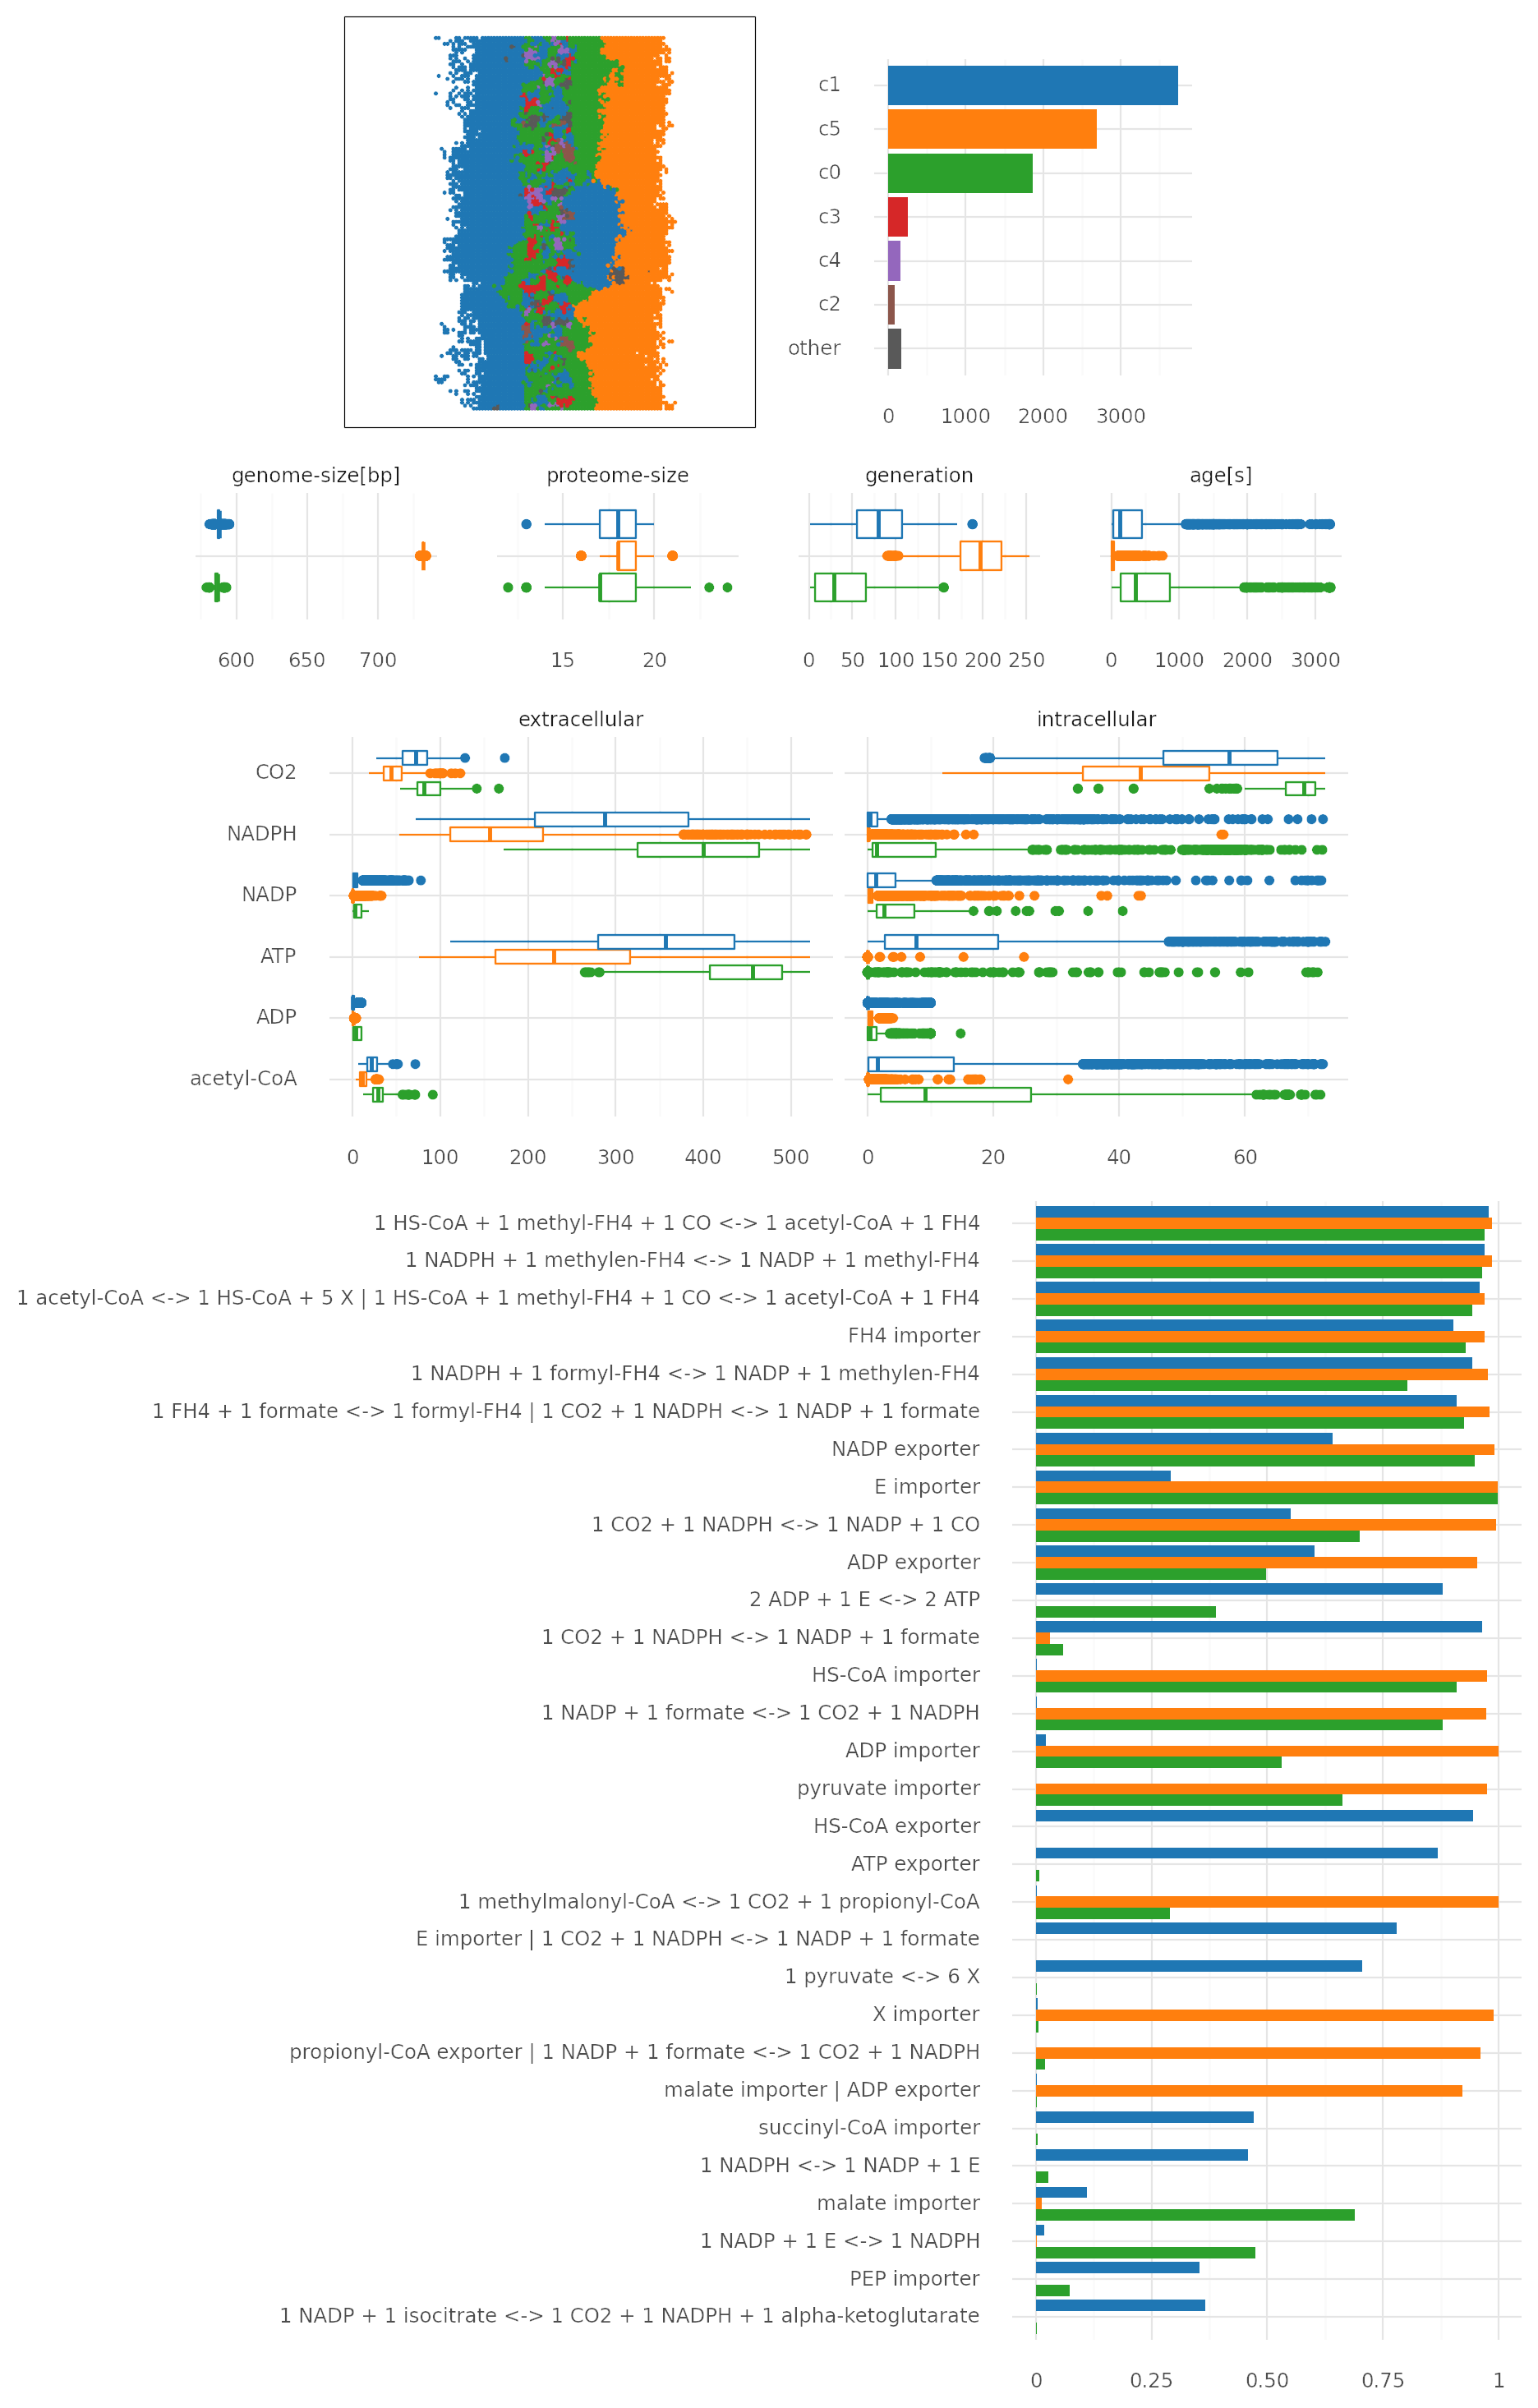 c1
c5
c0
c3
c4
c2
other
0 1000 2000 3000
genome-size[bp] proteome-size generation age[s]
600 650 700 15 20 0 50 100 150 200 250 0 1000 2000 3000
extracellular intracellular
CO2
NADPH
NADP
ATP
ADP
acetyl-CoA
0 100 200 300 400 500 0 20 40 60
1 HS-CoA + 1 methyl-FH4 + 1 CO <-> 1 acetyl-CoA + 1 FH4
1 NADPH + 1 methylen-FH4 <-> 1 NADP + 1 methyl-FH4
1 acetyl-CoA <-> 1 HS-CoA + 5 X | 1 HS-CoA + 1 methyl-FH4 + 1 CO <-> 1 acetyl-CoA + 1 FH4
FH4 importer
1 NADPH + 1 formyl-FH4 <-> 1 NADP + 1 methylen-FH4
1 FH4 + 1 formate <-> 1 formyl-FH4 | 1 CO2 + 1 NADPH <-> 1 NADP + 1 formate
NADP exporter
E importer
1 CO2 + 1 NADPH <-> 1 NADP + 1 CO
ADP exporter
2 ADP + 1 E <-> 2 ATP
1 CO2 + 1 NADPH <-> 1 NADP + 1 formate
HS-CoA importer
1 NADP + 1 formate <-> 1 CO2 + 1 NADPH
ADP importer
pyruvate importer
HS-CoA exporter
ATP exporter
1 methylmalonyl-CoA <-> 1 CO2 + 1 propionyl-CoA
E importer | 1 CO2 + 1 NADPH <-> 1 NADP + 1 formate
1 pyruvate <-> 6 X
X importer
propionyl-CoA exporter | 1 NADP + 1 formate <-> 1 CO2 + 1 NADPH
malate importer | ADP exporter
succinyl-CoA importer
1 NADPH <-> 1 NADP + 1 E
malate importer
1 NADP + 1 E <-> 1 NADPH
PEP importer
1 NADP + 1 isocitrate <-> 1 CO2 + 1 NADPH + 1 alpha-ketoglutarate
0 0.25 0.50 0.75 1